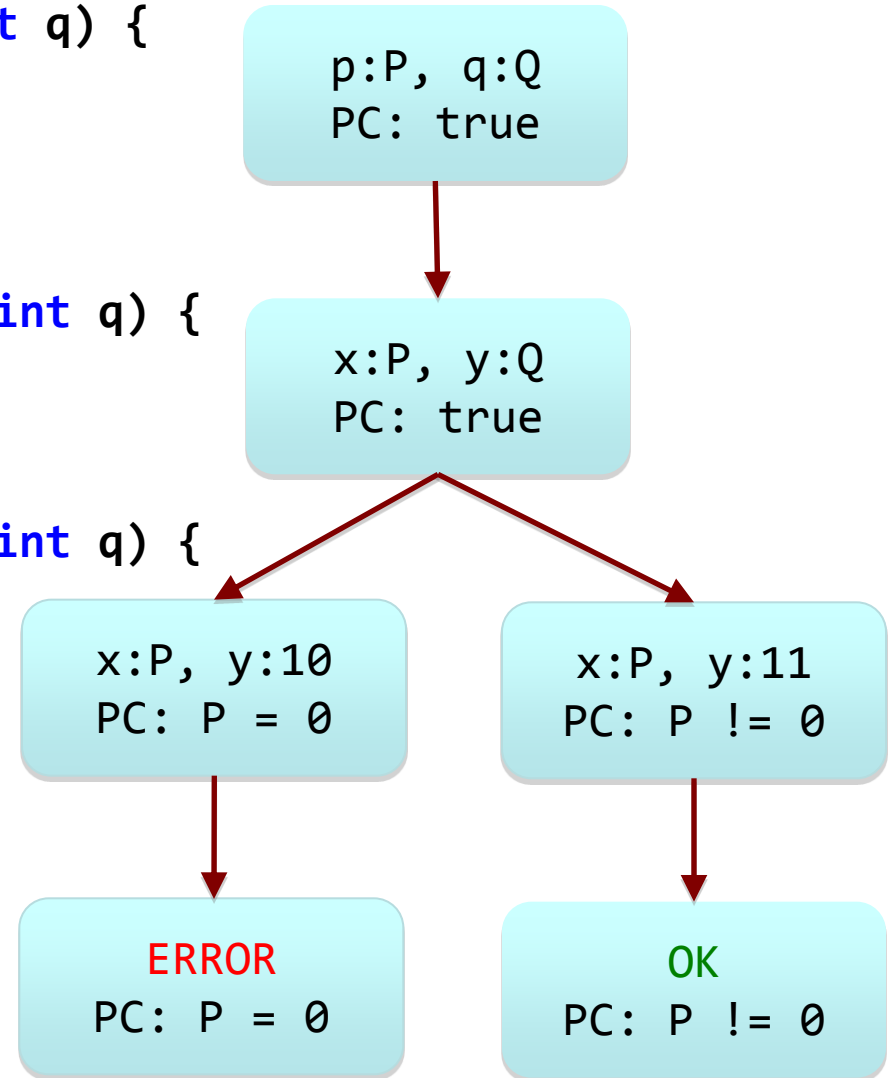 t q) {
p:P, q:Q
PC: true
int q) {
x:P, y:Q
PC: true
int q) {
x:P, y:10
PC: P = 0
x:P, y:11
PC: P != 0
ERROR
PC: P = 0
OK
PC: P != 0